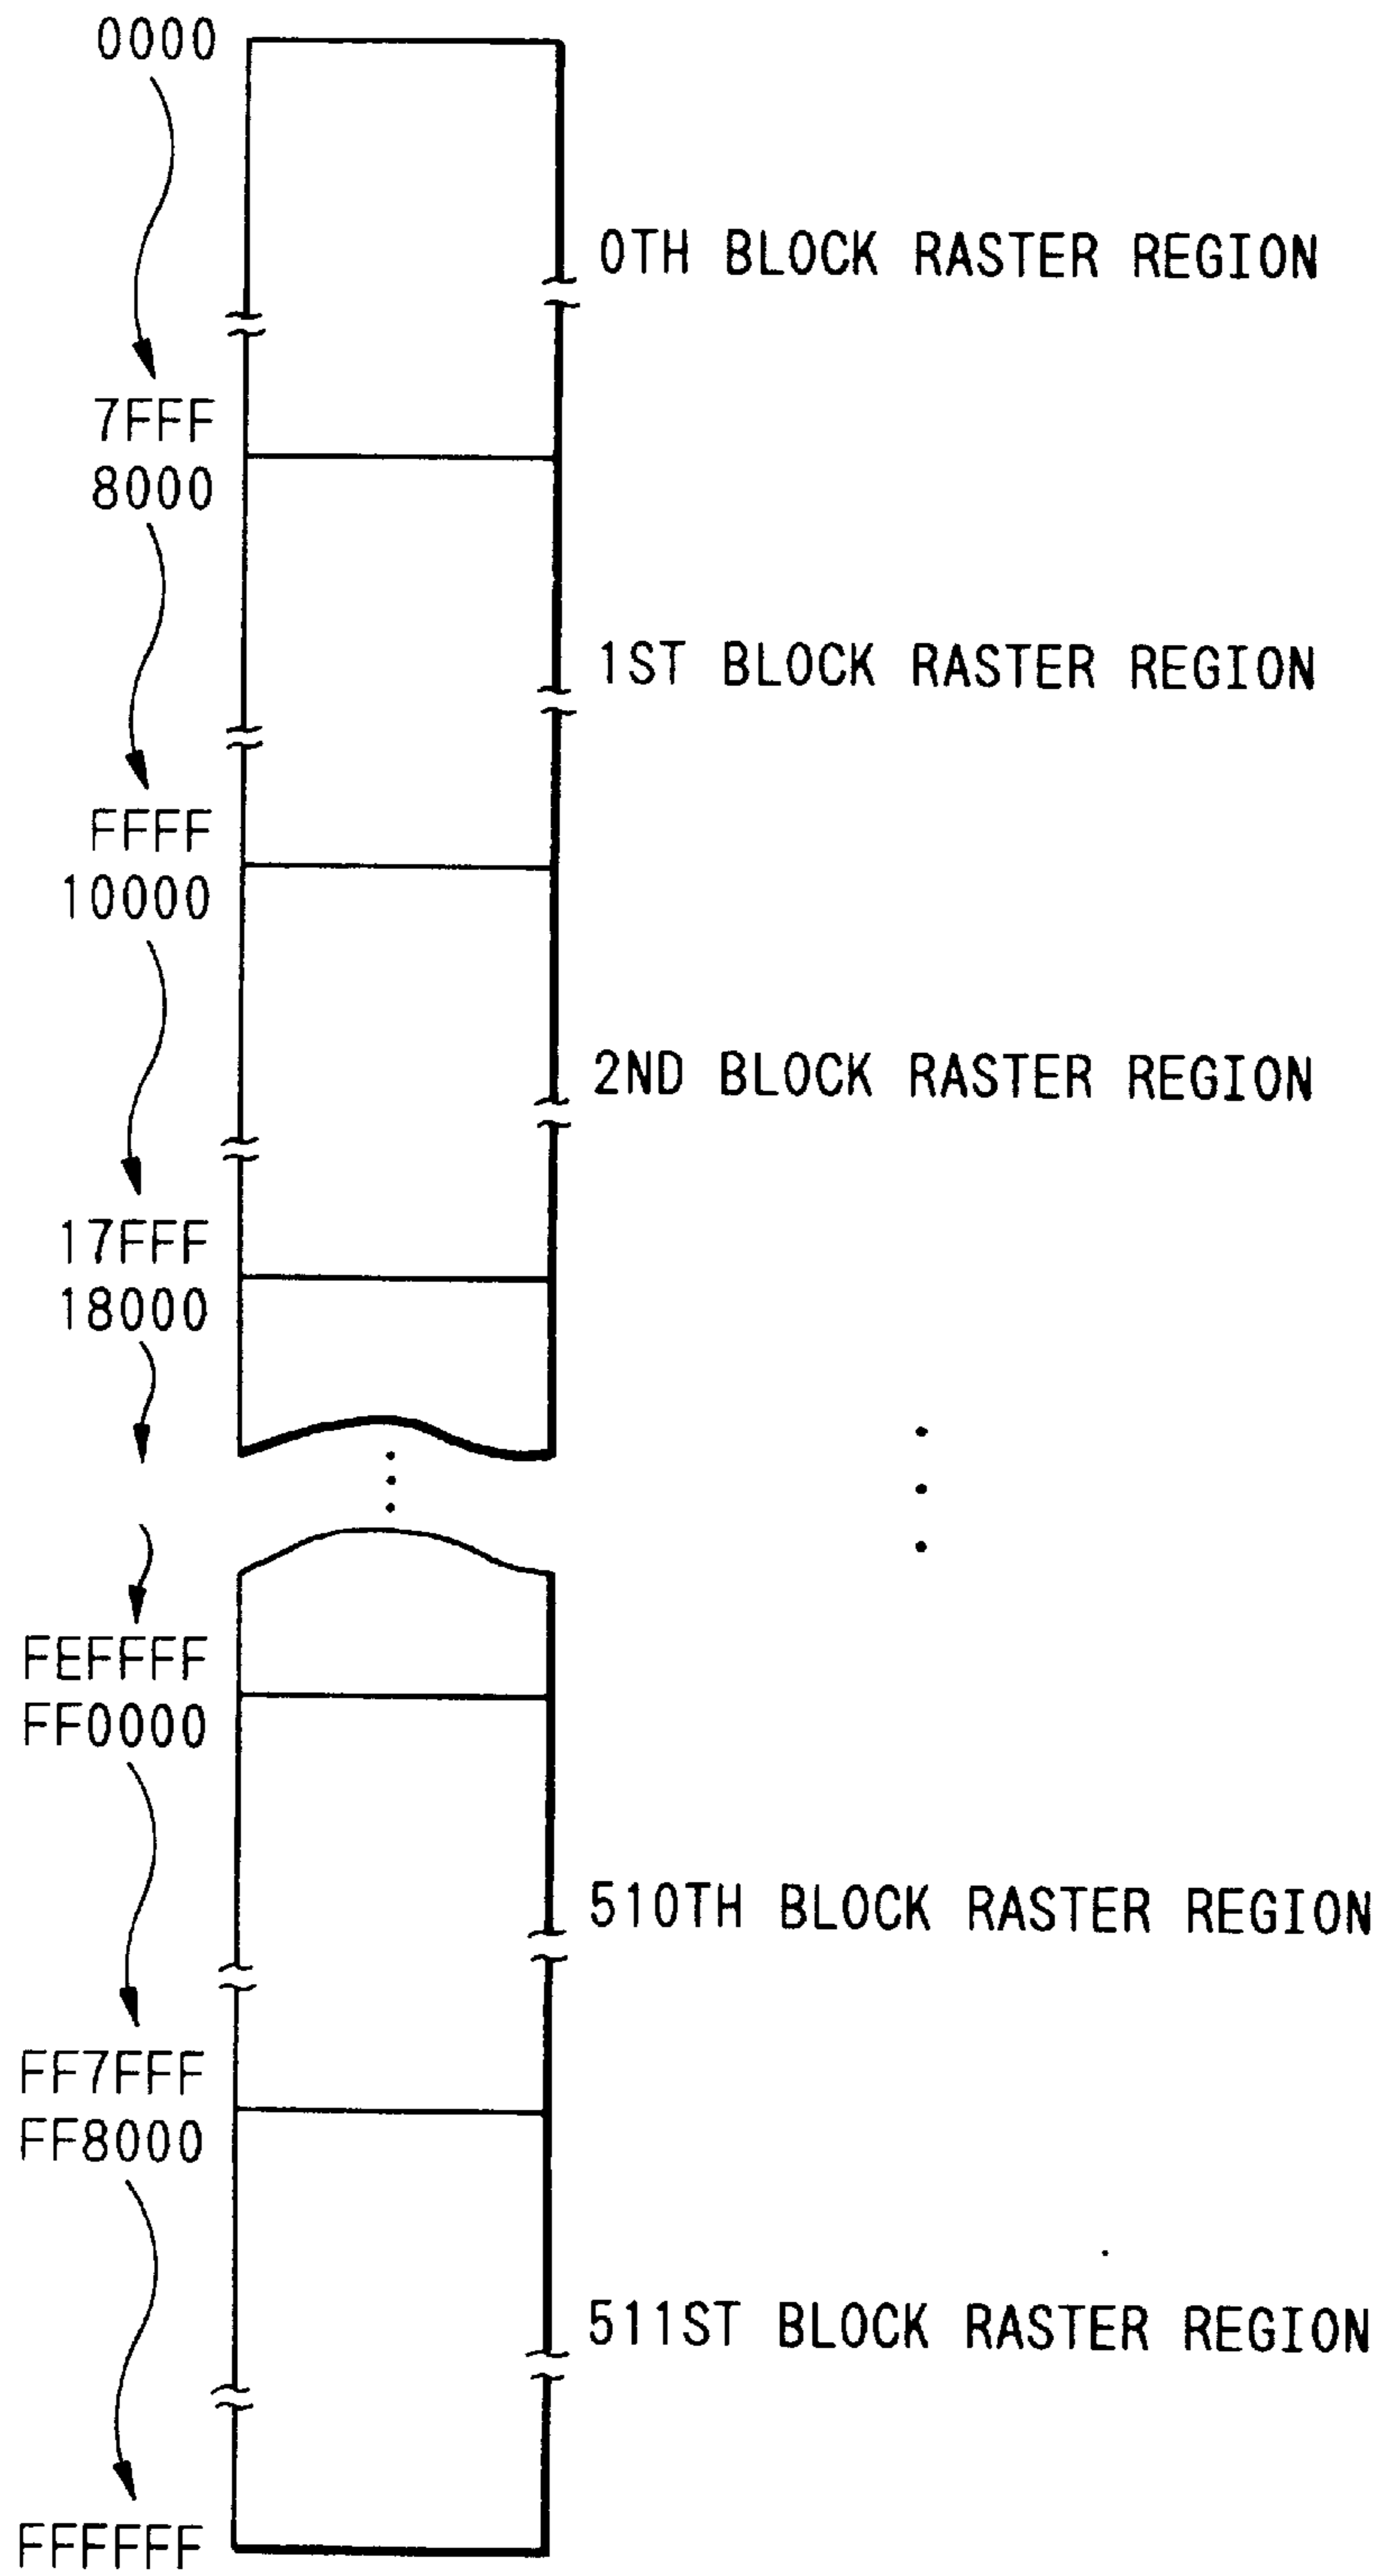 0000
0TH BLOCK RASTER REGION
7FFF
8000
1ST BLOCK RASTER REGION
FFFF
10000
2ND BLOCK RASTER REGION
17FFF
18000
FEFFFF
FF0000
510TH BLOCK RASTER REGION
FF7FFF
FF8000
511ST BLOCK RASTER REGION
FFFFFF